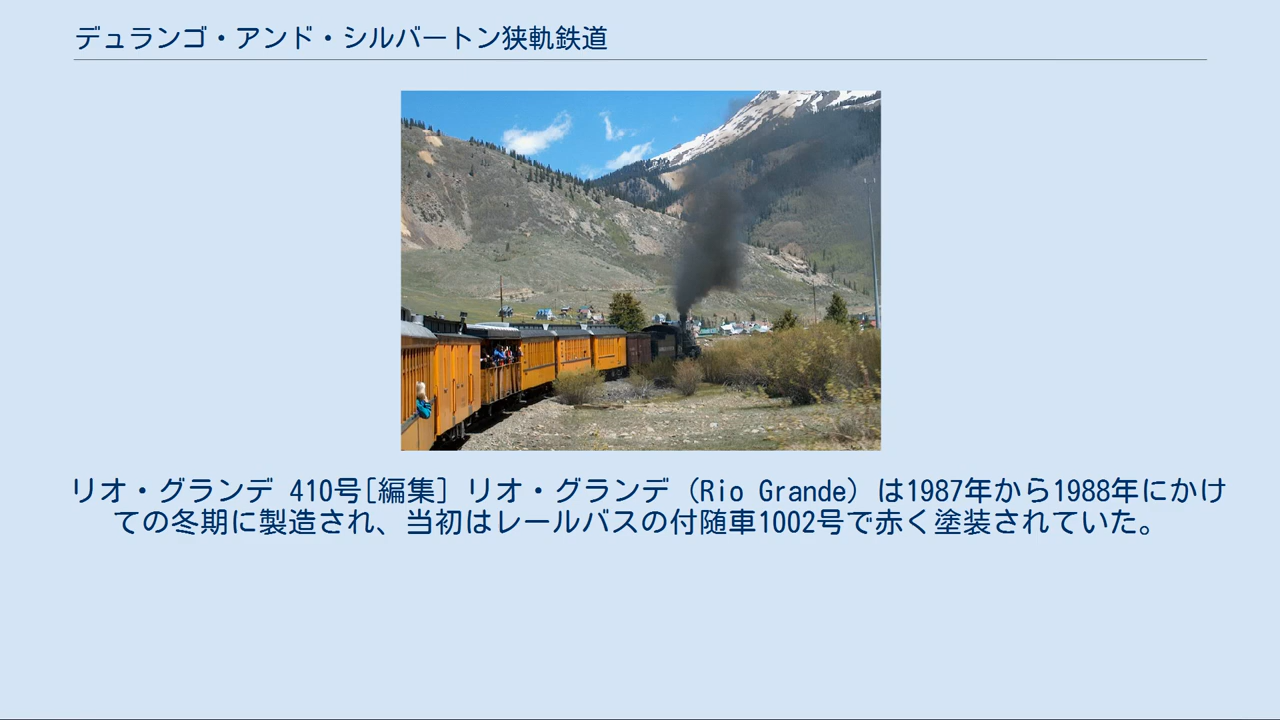 デュランゴ・アンド・シルバートン狭軌鉄道
リオ・グランデ 410号[編集] リオ・グランデ (Rio Grande) は1987年から1988年にかけ
ての冬期に製造され、当初はレールバスの付随車1002号で赤く塗装されていた。